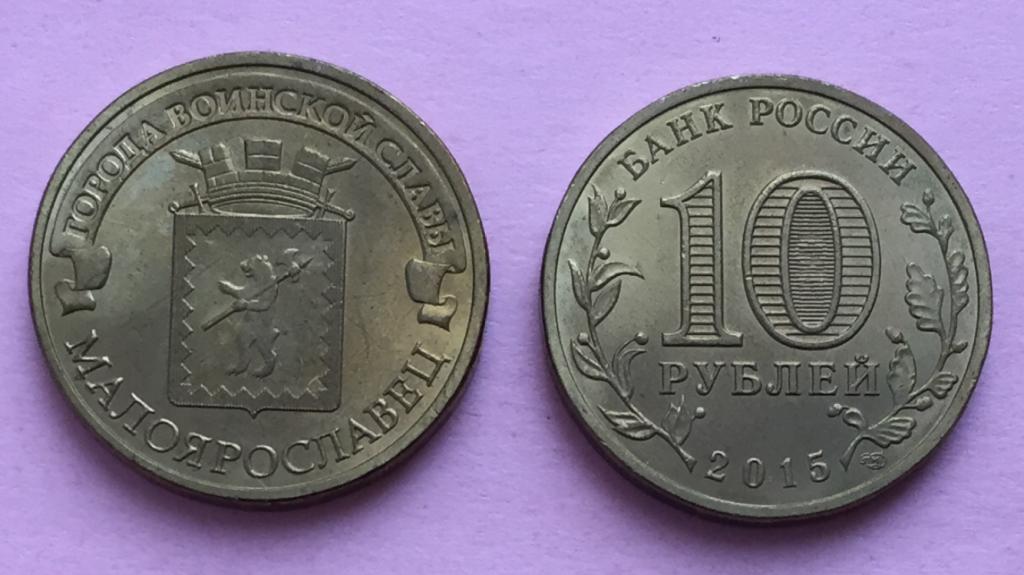 ГОРОДА ВОИНСКОЙ СЛАВЫ
МАЛОЯРОСЛАВЕЦ
БАНК РОССИИ
10
РУБЛЕЙ
2015